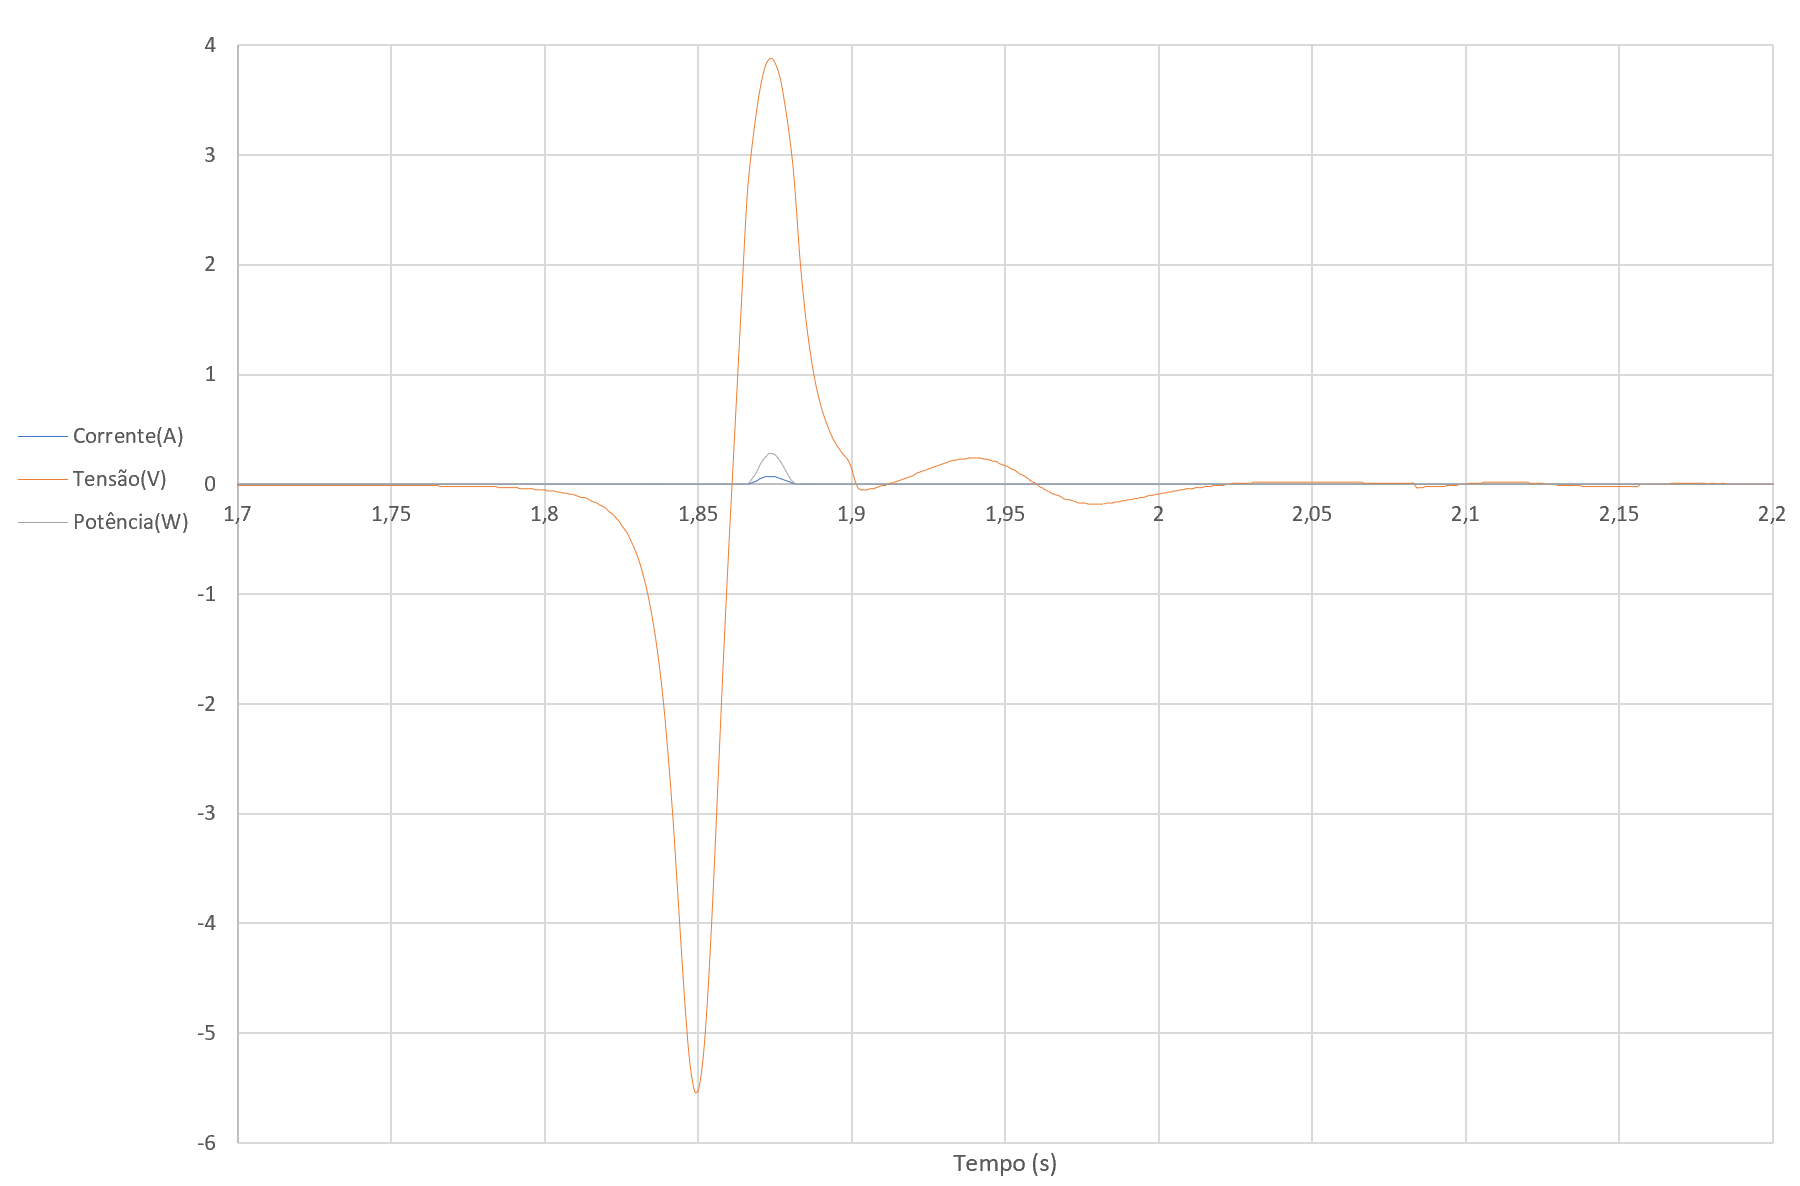 4
3
2
1
Corrente(A)
Tensão(V)
0
Potência(W)
1,7 1,75 1,8 1,85 1,9 1,95 2 2,05 2,1 2,15 2,2
-1
-2
-3
-4
-5
-6
Tempo (s)